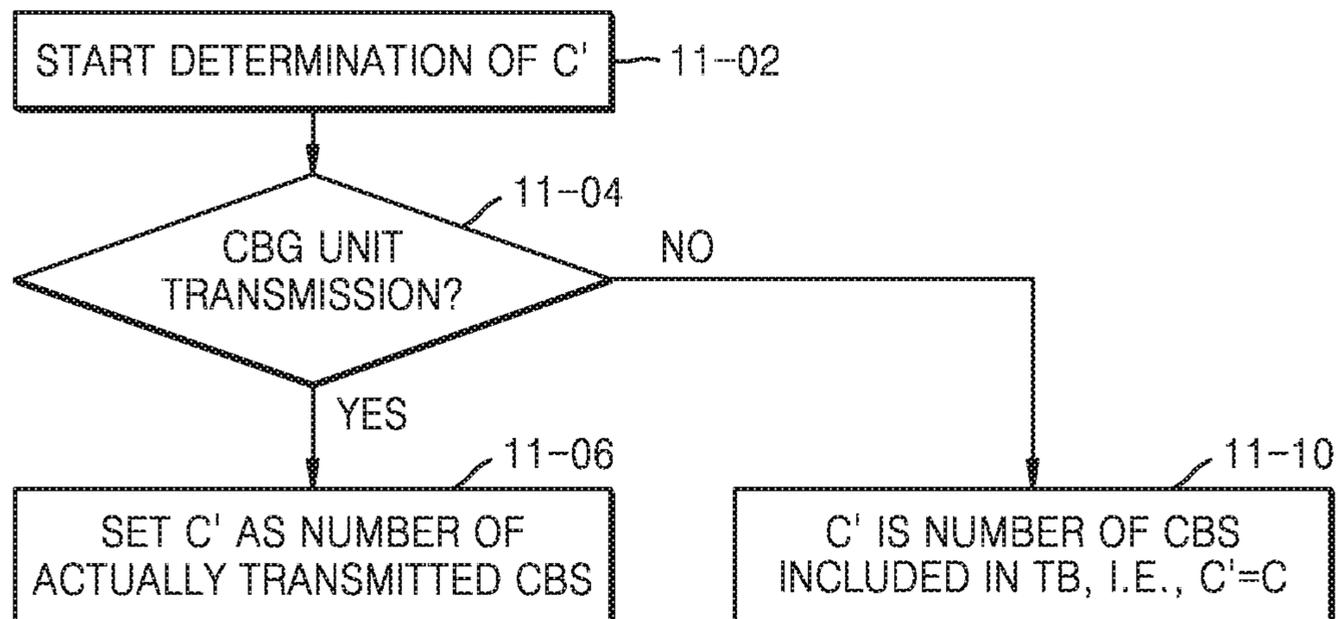 START DETERMINATION OF C'
11-02
11-04
CBG UNIT
TRANSMISSION?
NO
YES
11-06
SET C' AS NUMBER OF
ACTUALLY TRANSMITTED CBS
11-10
C' IS NUMBER OF CBS
INCLUDED IN TB, I.E., C'=C